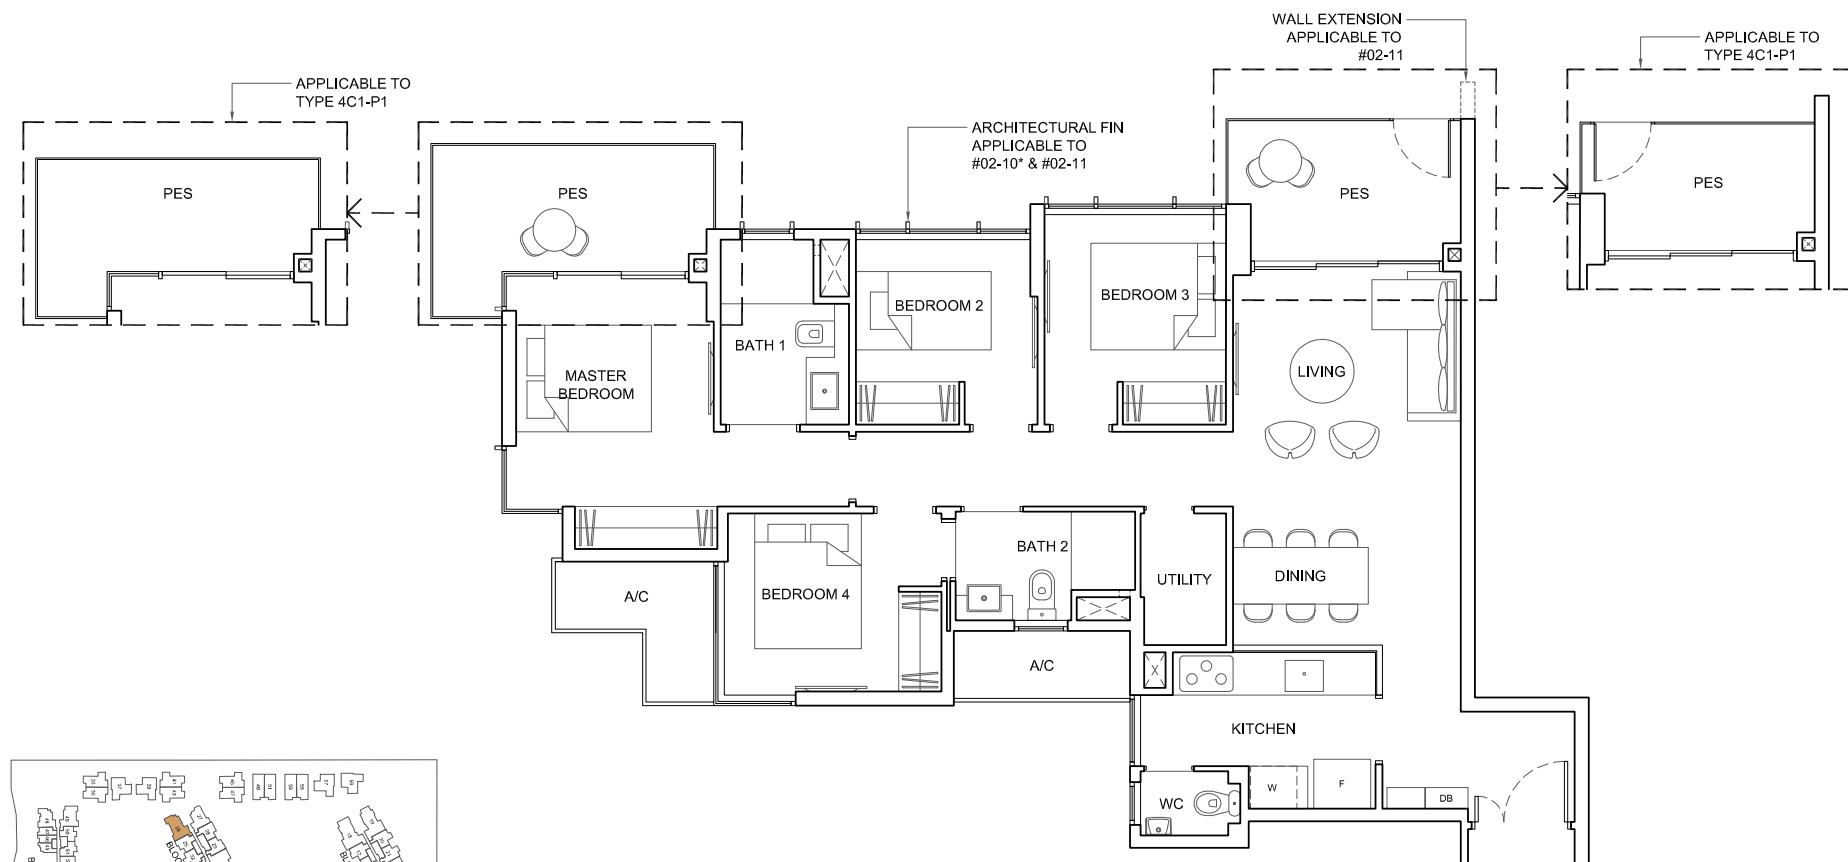 WALL EXTENSION
APPLICABLE TO
#02-11
APPLICABLE TO
TYPE 4C1-P1
APPLICABLE TO
TYPE 4C1-P1
ARCHITECTURAL FIN
APPLICABLE TO
#02-10* & #02-11
PES
PES
PES
PES
BEDROOM 2
BEDROOM 3
BATH 1
MASTER
BEDROOM
LIVING
BATH 2
UTILITY
DINING
A/C
BEDROOM 4
A/C
KITCHEN
W
F
WC
DB